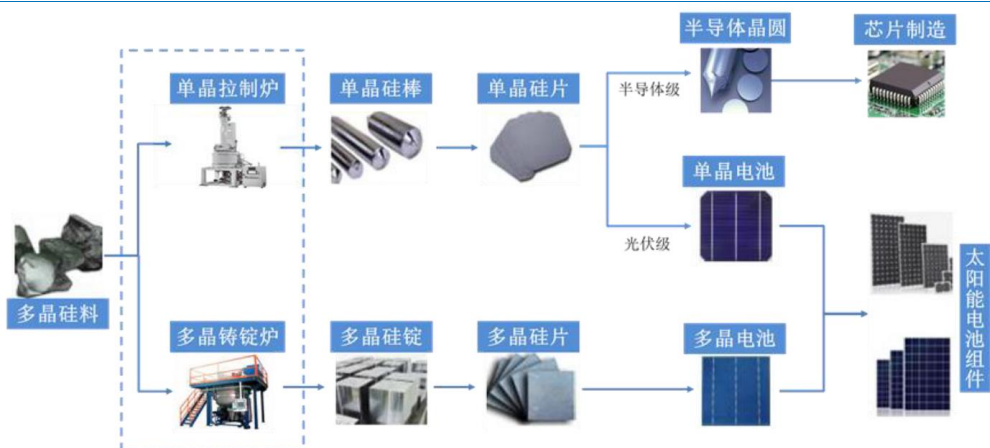 半导体晶圆
芯片制造
单晶拉制炉
单晶硅棒
单晶硅片
半导体级
单晶电池
光伏级
多晶硅料
太阳能电池组件
多晶铸锭炉
多晶硅锭
多晶硅片
多晶电池